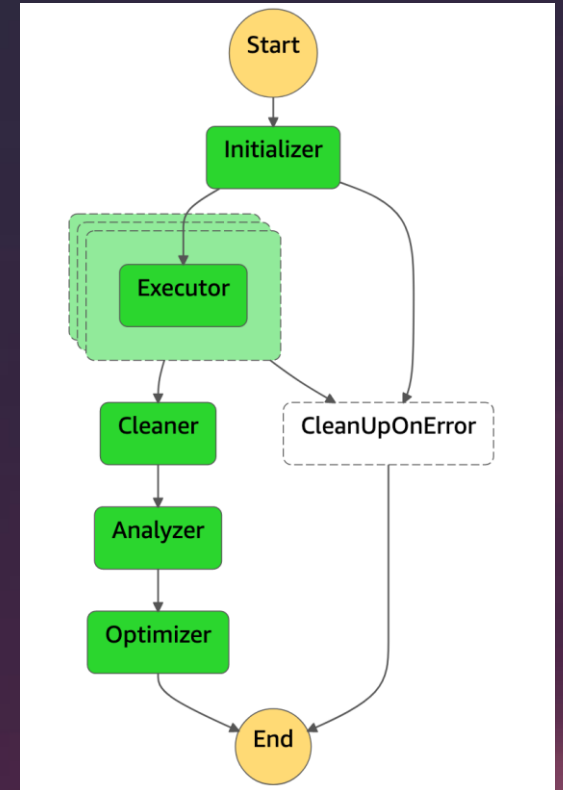 Start
Initializer
Executor
Cleaner
CleanUpOnError
Analyzer
Optimizer
End